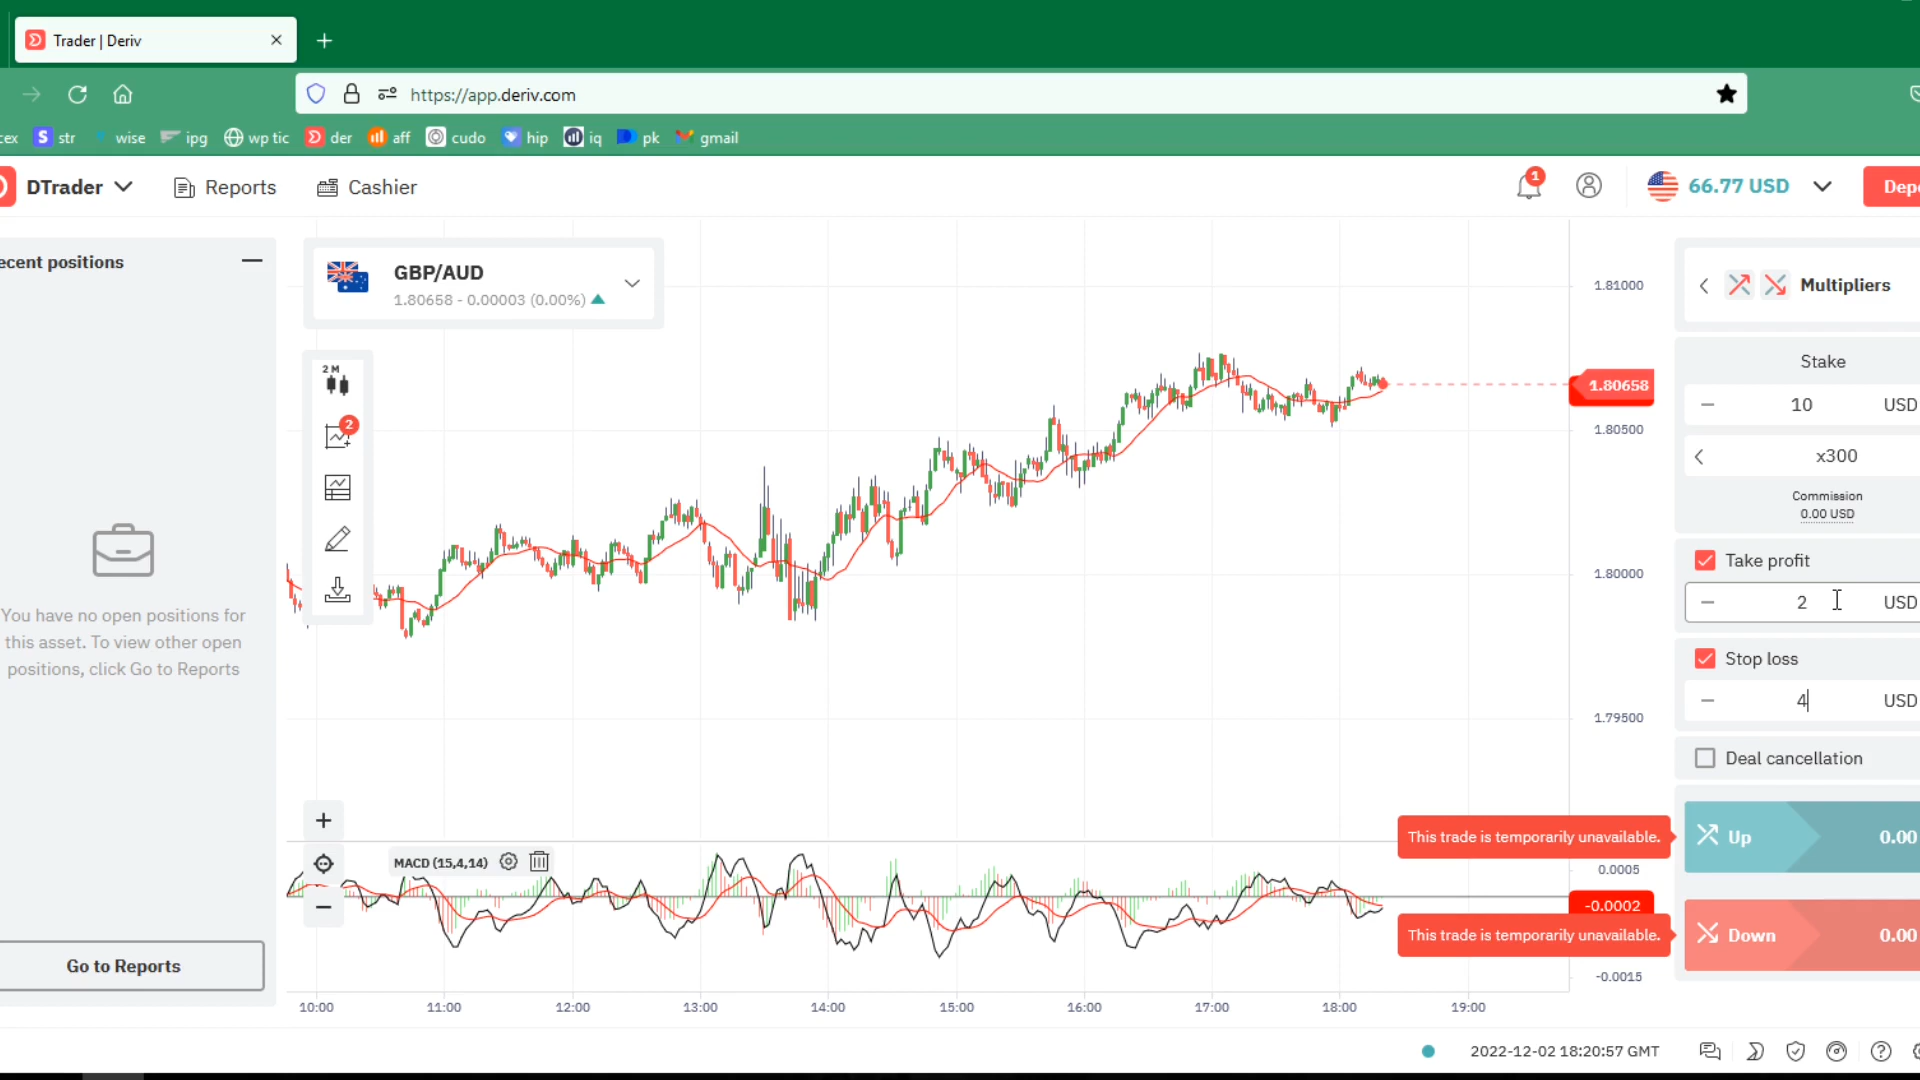 Trader | Deriv
https://app.deriv.com
cex
str
wise
ipg
wp tic
der
aff
cudo
hip
iq
pk
gmail
DTrader
Reports
Cashier
1
66.77 USD
Depo
ecent positions
You have no open positions for
this asset. To view other open
positions, click Go to Reports
Go to Reports
GBP/AUD
1.80658 - 0.00003 (0.00%)
2 M
2
1.81000
1.80658
1.80500
1.80000
1.79500
MACD (15,4,14)
0.0005
-0.0002
-0.0015
10:00
11:00
12:00
13:00
14:00
15:00
16:00
17:00
18:00
19:00
Multipliers
Stake
10 USD
x300
Commission
0.00 USD
Take profit
2 USD
Stop loss
4 USD
Deal cancellation
This trade is temporarily unavailable.
Up 0.00
This trade is temporarily unavailable.
Down 0.00
2022-12-02 18:20:57 GMT